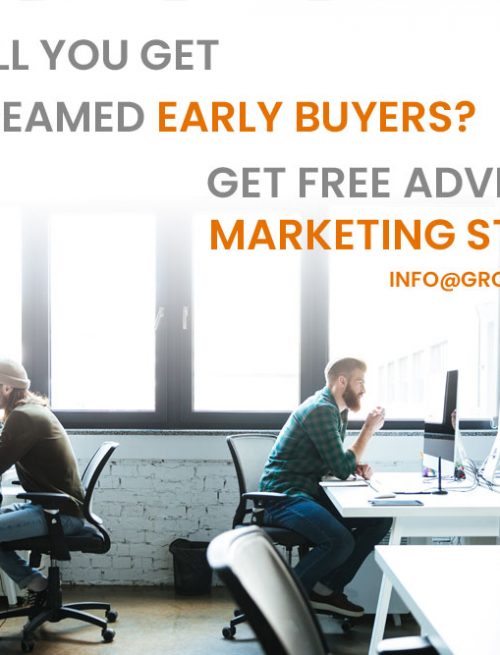 LL YOU GET
EAMED EARLY BUYERS?
GET FREE ADV
MARKETING ST
INFO@GRO